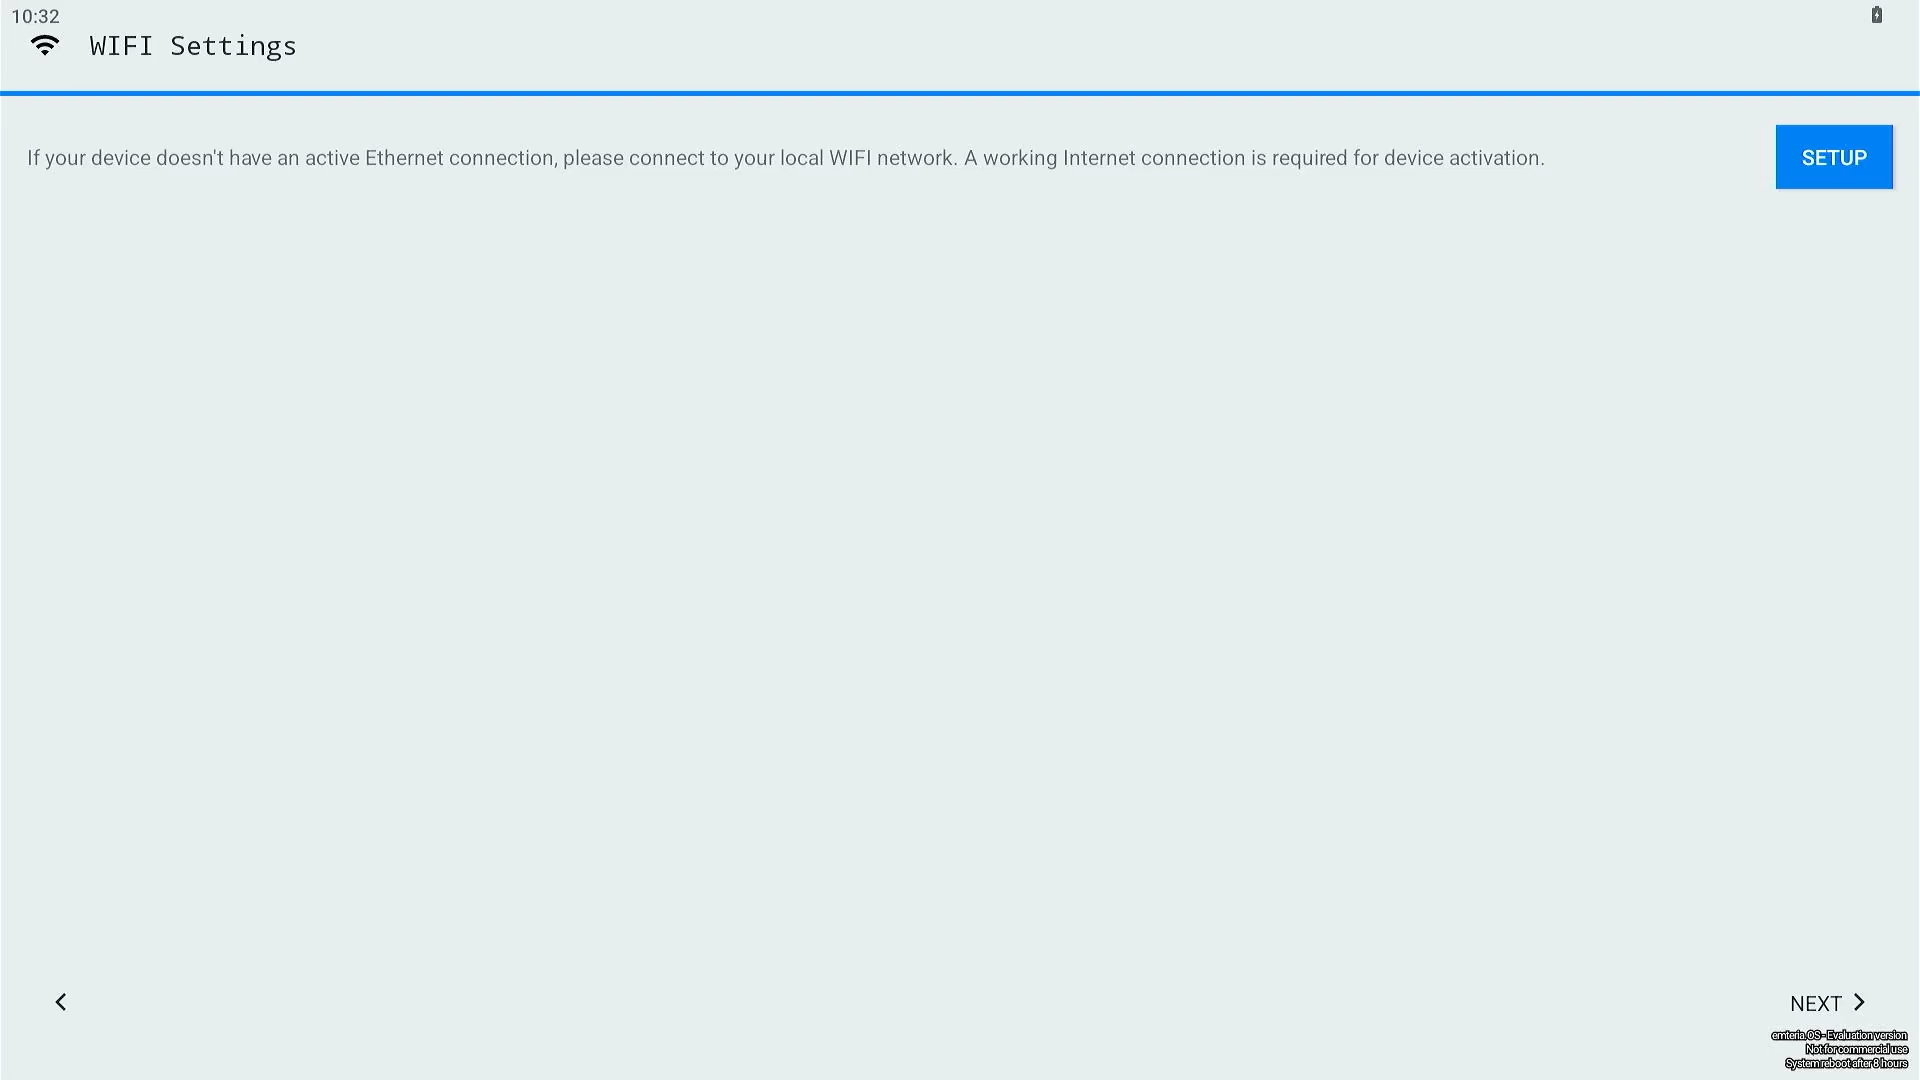 10:32
WIFI Settings
If your device doesn't have an active Ethernet connection, please connect to your local WIFI network. A working Internet connection is required for device activation.
SETUP
NEXT
emteria.OS - Evaluation version
Not for commercial use
System reboot after 8 hours